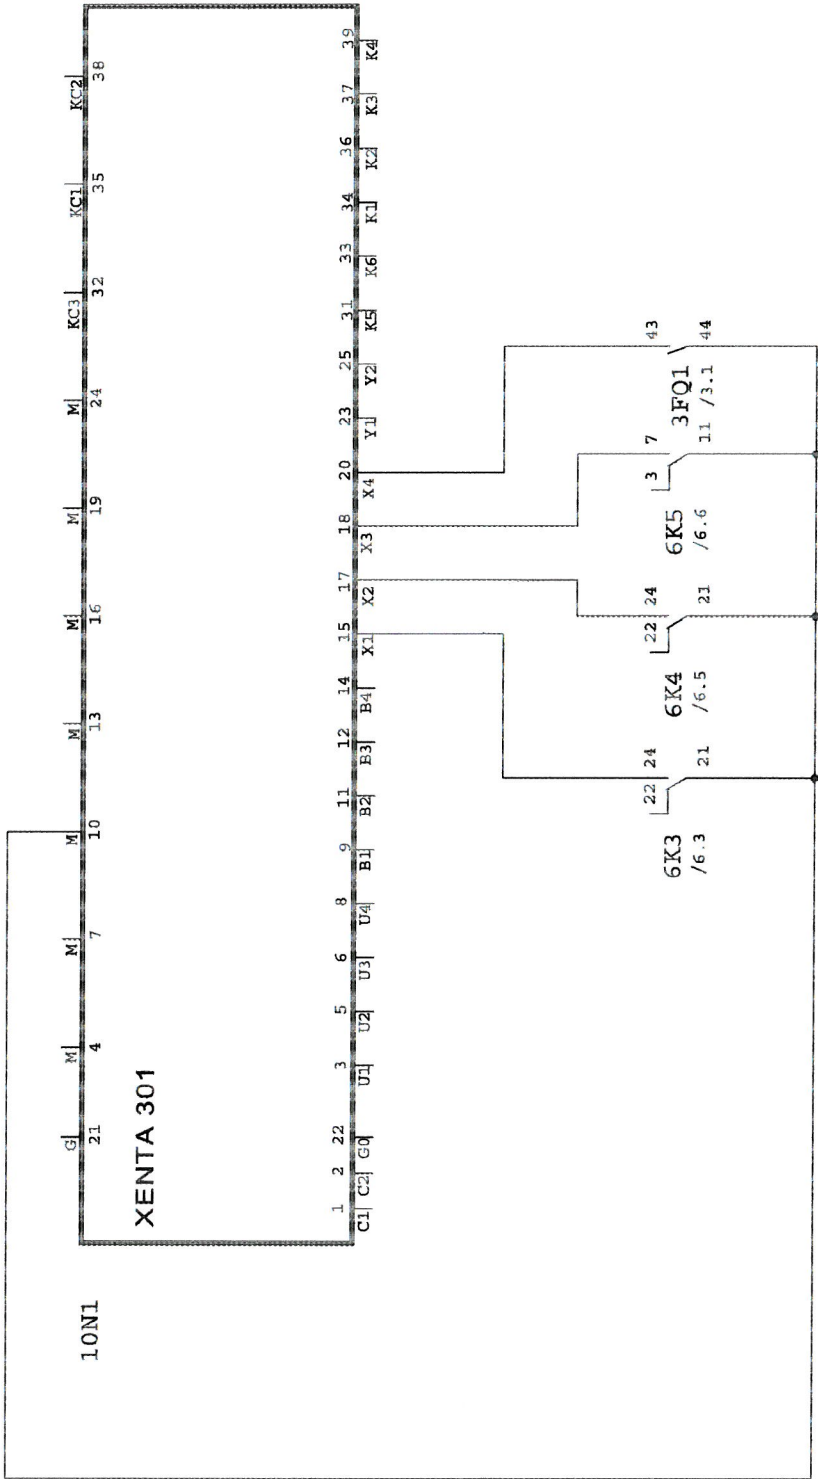 10N1
XENTA 301
G M M M M M M M KC3 KC1 KC2
21 4 7 10 13 16 19 24 32 35 38
1 2 22 3 5 6 8 9 11 12 14 15 17 18 20 23 25 31 33 34 36 37 39
C1 C2 G0 U1 U2 U3 U4 B1 B2 B3 B4 X1 X2 X3 X4 Y1 Y2 K5 K6 K1 K2 K3 K4
22 24 22 24 3 7 43
6K3 21 6K4 21 6K5 11 3FQ1 44
/6.3 /6.5 /6.6 /3.1